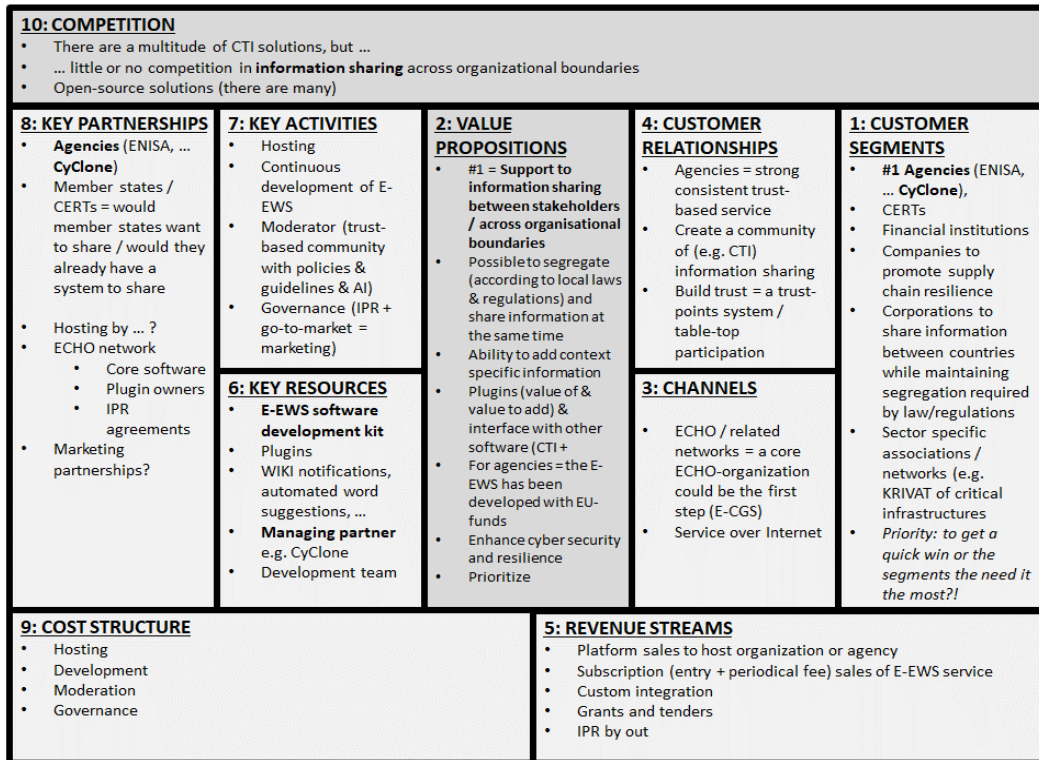 10: COMPETITION
• There are a multitude of CTI solutions, but …
• … little or no competition in information sharing across organizational boundaries
• Open-source solutions (there are many)
8: KEY PARTNERSHIPS
• Agencies (ENISA, …
CyClone)
• Member states /
CERTs = would
member states want
to share / would they
already have a
system to share
• Hosting by … ?
• ECHO network
• Core software
• Plugin owners
• IPR
agreements
• Marketing
partnerships?
7: KEY ACTIVITIES
• Hosting
• Continuous
development of E-
EWS
• Moderator (trust-
based community
with policies &
guidelines & AI)
• Governance (IPR +
go-to-market =
marketing)
6: KEY RESOURCES
• E-EWS software
development kit
• Plugins
• WIKI notifications,
automated word
suggestions, …
• Managing partner
e.g. CyClone
• Development team
2: VALUE
PROPOSITIONS
• #1 = Support to
information sharing
between stakeholders
/ across organisational
boundaries
• Possible to segregate
(according to local laws
& regulations) and
share information at
the same time
• Ability to add context
specific information
• Plugins (value of &
value to add) &
interface with other
software (CTI +
• For agencies = the E-
EWS has been
developed with EU-
funds
• Enhance cyber security
and resilience
• Prioritize
4: CUSTOMER
RELATIONSHIPS
• Agencies = strong
consistent trust-
based service
• Create a community
of (e.g. CTI)
information sharing
• Build trust = a trust-
points system /
table-top
participation
3: CHANNELS
• ECHO / related
networks = a core
ECHO-organization
could be the first
step (E-CGS)
• Service over Internet
1: CUSTOMER
SEGMENTS
• #1 Agencies (ENISA,
… CyClone),
• CERTs
• Financial institutions
• Companies to
promote supply
chain resilience
• Corporations to
share information
between countries
while maintaining
segregation required
by law/regulations
• Sector specific
associations /
networks (e.g.
KRIVAT of critical
infrastructures
• Priority: to get a
quick win or the
segments the need it
the most?!
9: COST STRUCTURE
• Hosting
• Development
• Moderation
• Governance
5: REVENUE STREAMS
• Platform sales to host organization or agency
• Subscription (entry + periodical fee) sales of E-EWS service
• Custom integration
• Grants and tenders
• IPR by out